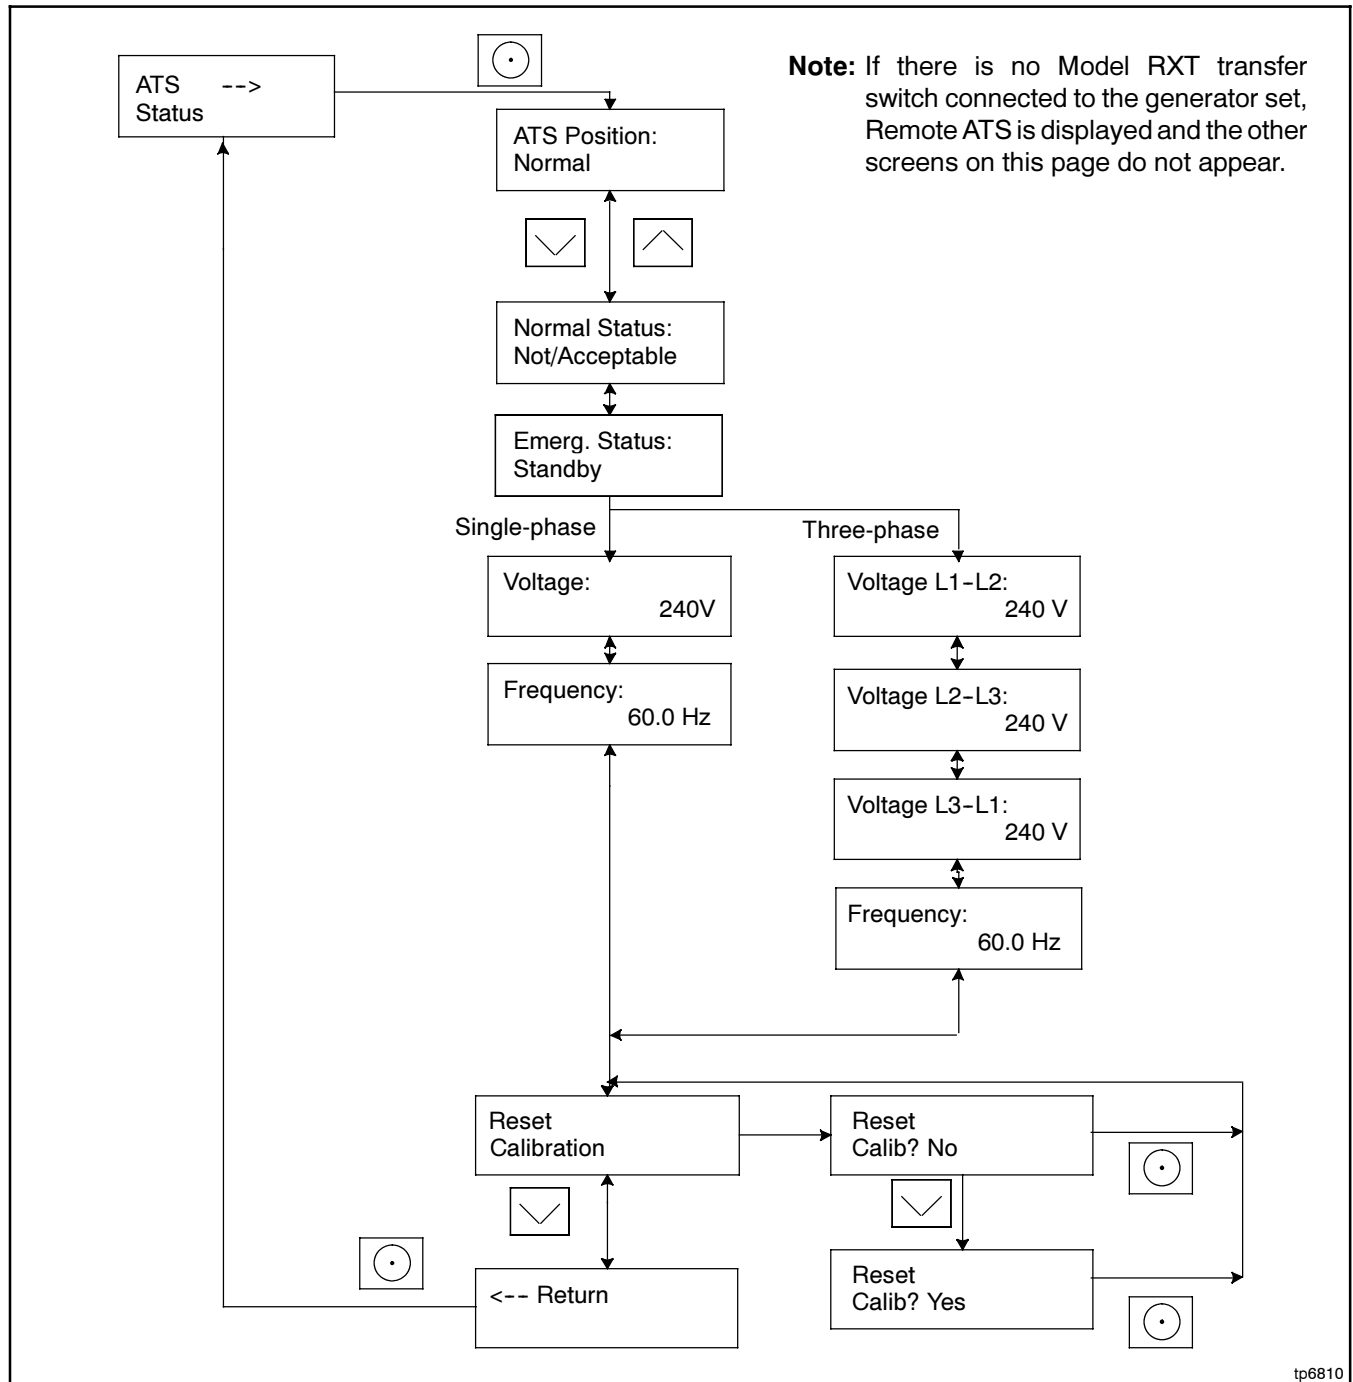 ATS -->
Status
Note: If there is no Model RXT transfer
switch connected to the generator set,
Remote ATS is displayed and the other
screens on this page do not appear.
ATS Position:
Normal
Normal Status:
Not/Acceptable
Emerg. Status:
Standby
Single-phase
Three-phase
Voltage:
240V
Frequency:
60.0 Hz
Voltage L1-L2:
240 V
Voltage L2-L3:
240 V
Voltage L3-L1:
240 V
Frequency:
60.0 Hz
Reset
Calibration
Reset
Calib? No
<-- Return
Reset
Calib? Yes
tp6810